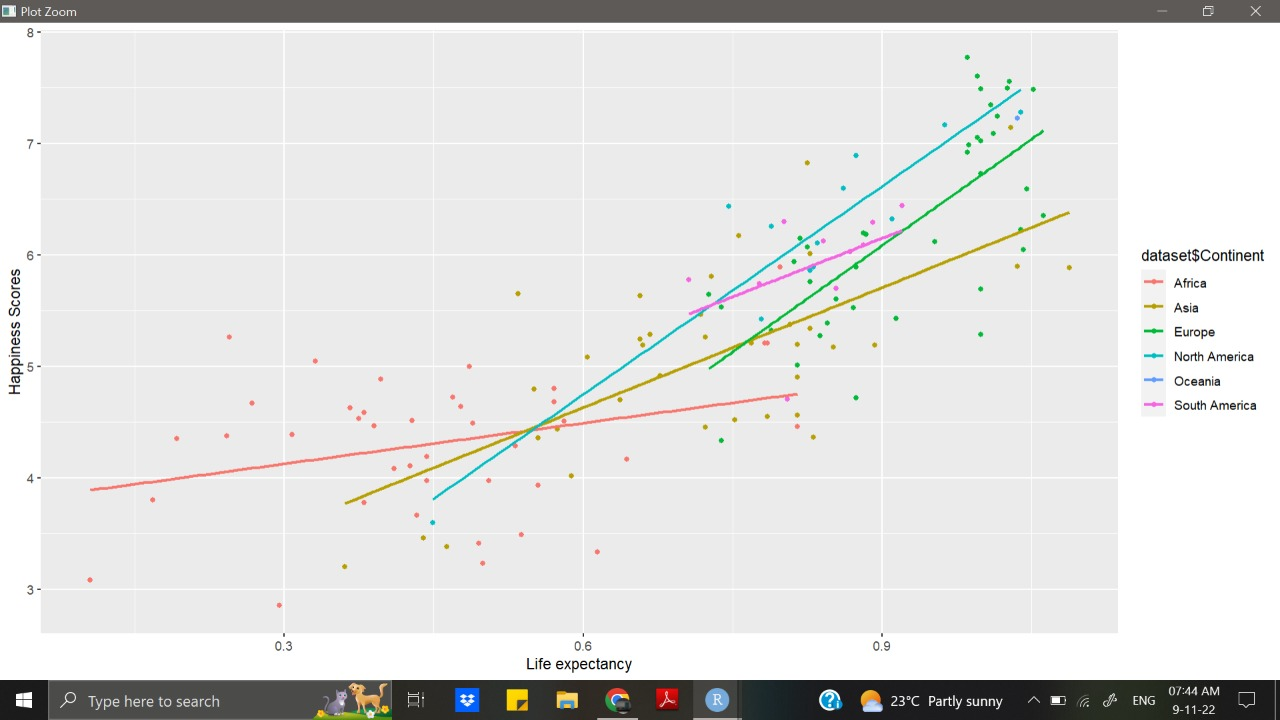 Plot Zoom
8
7
6
5
4
3
Happiness Scores
0.3 0.6 0.9
Life expectancy
dataset$Continent
Africa
Asia
Europe
North America
Oceania
South America
Type here to search
R
?
23°C Partly sunny
ENG
07:44 AM
9-11-22